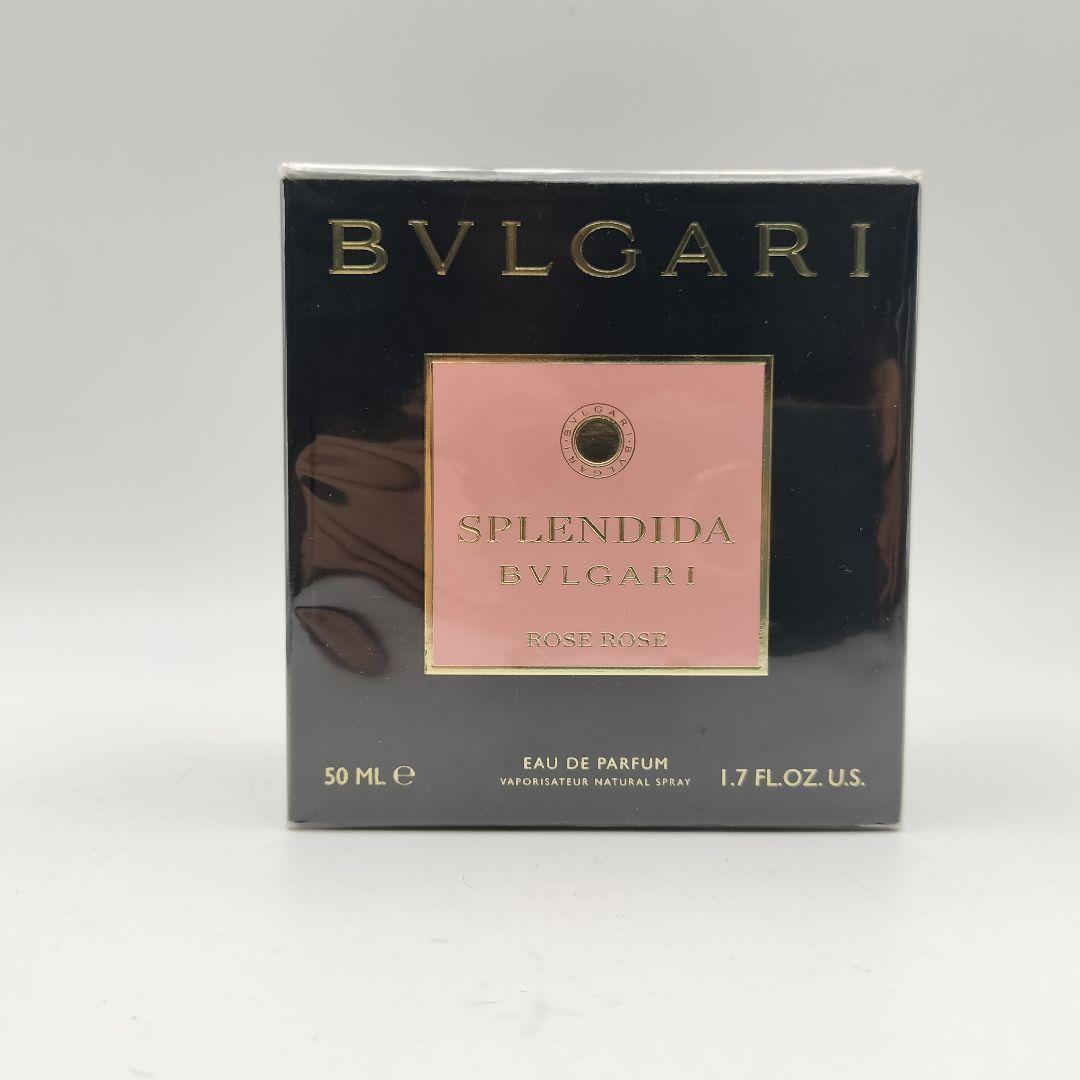 BVLGARI
BVLGARI · BVLGARI ·
SPLENDIDA
BVLGARI
ROSE ROSE
50 ML ℮
EAU DE PARFUM
VAPORISATEUR NATURAL SPRAY
1.7 FL.OZ. U.S.